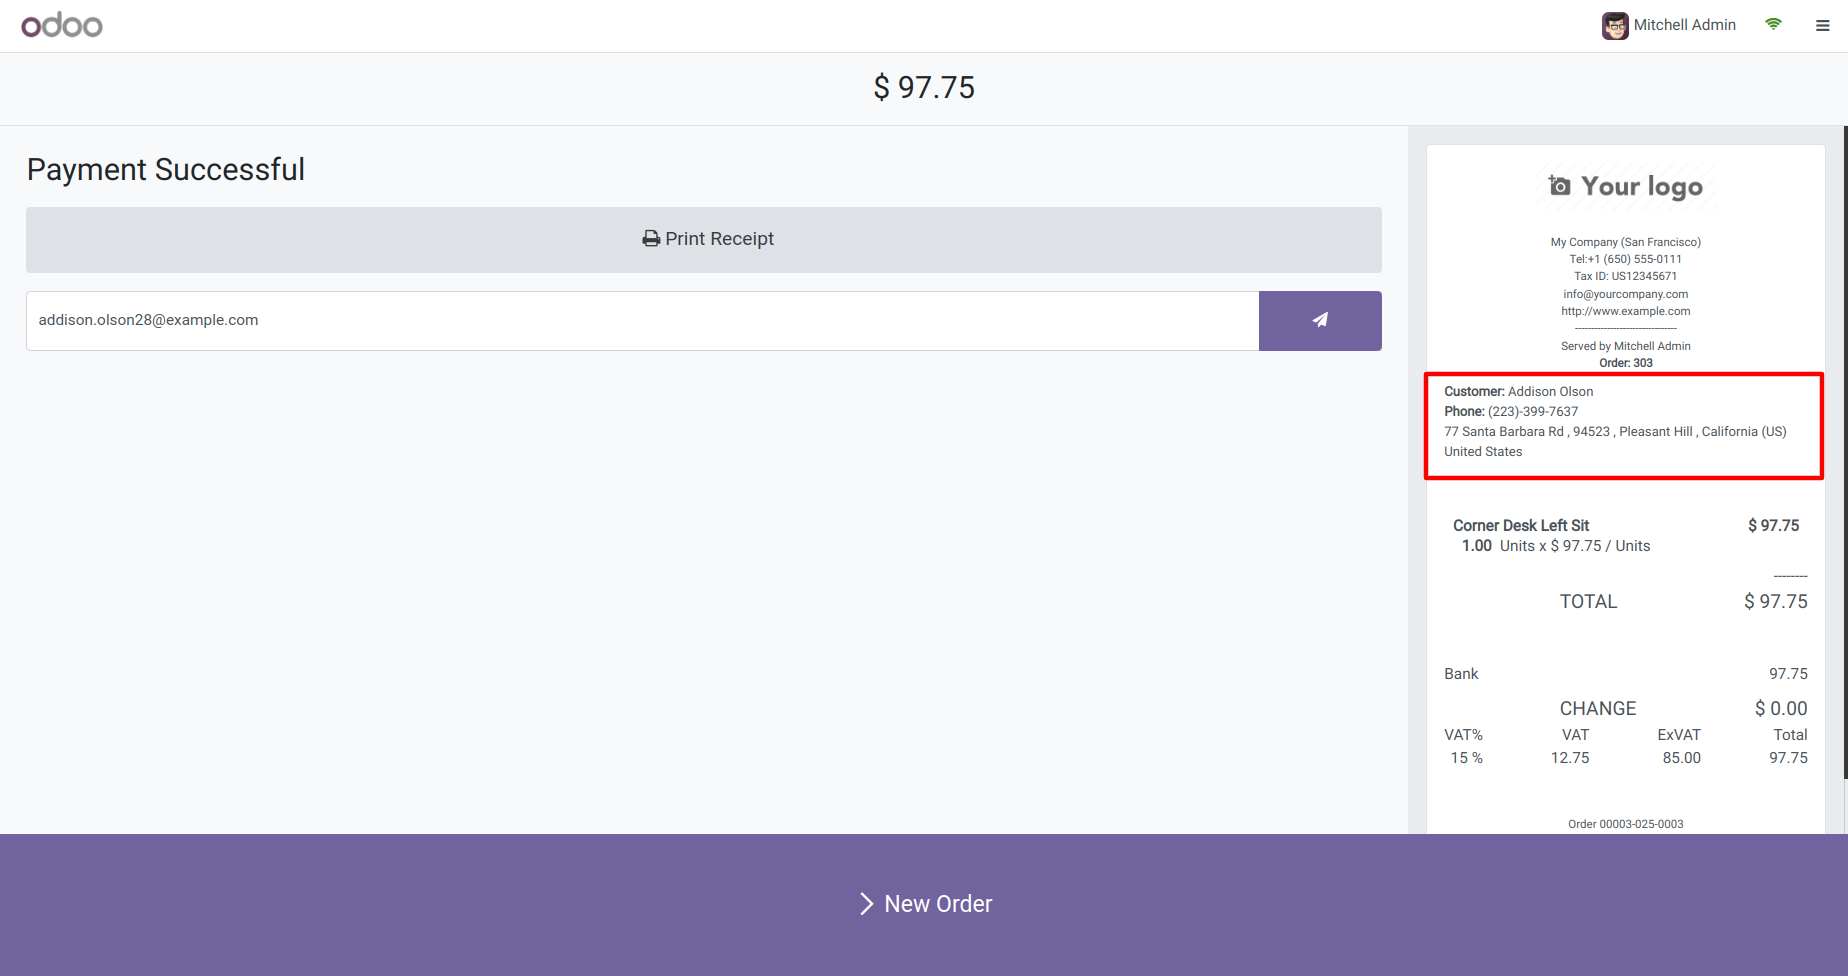 odoo
Mitchell Admin
$ 97.75
Payment Successful
Print Receipt
addison.olson28@example.com
Your logo
My Company (San Francisco)
Tel:+1 (650) 555-0111
Tax ID: US12345671
info@yourcompany.com
http://www.example.com
--------------------------------
Served by Mitchell Admin
Order: 303
Customer: Addison Olson
Phone: (223)-399-7637
77 Santa Barbara Rd , 94523 , Pleasant Hill , California (US)
United States
Corner Desk Left Sit $ 97.75
1.00 Units x $ 97.75 / Units
--------
TOTAL $ 97.75
Bank 97.75
CHANGE $ 0.00
VAT% VAT ExVAT Total
15 % 12.75 85.00 97.75
Order 00003-025-0003
New Order